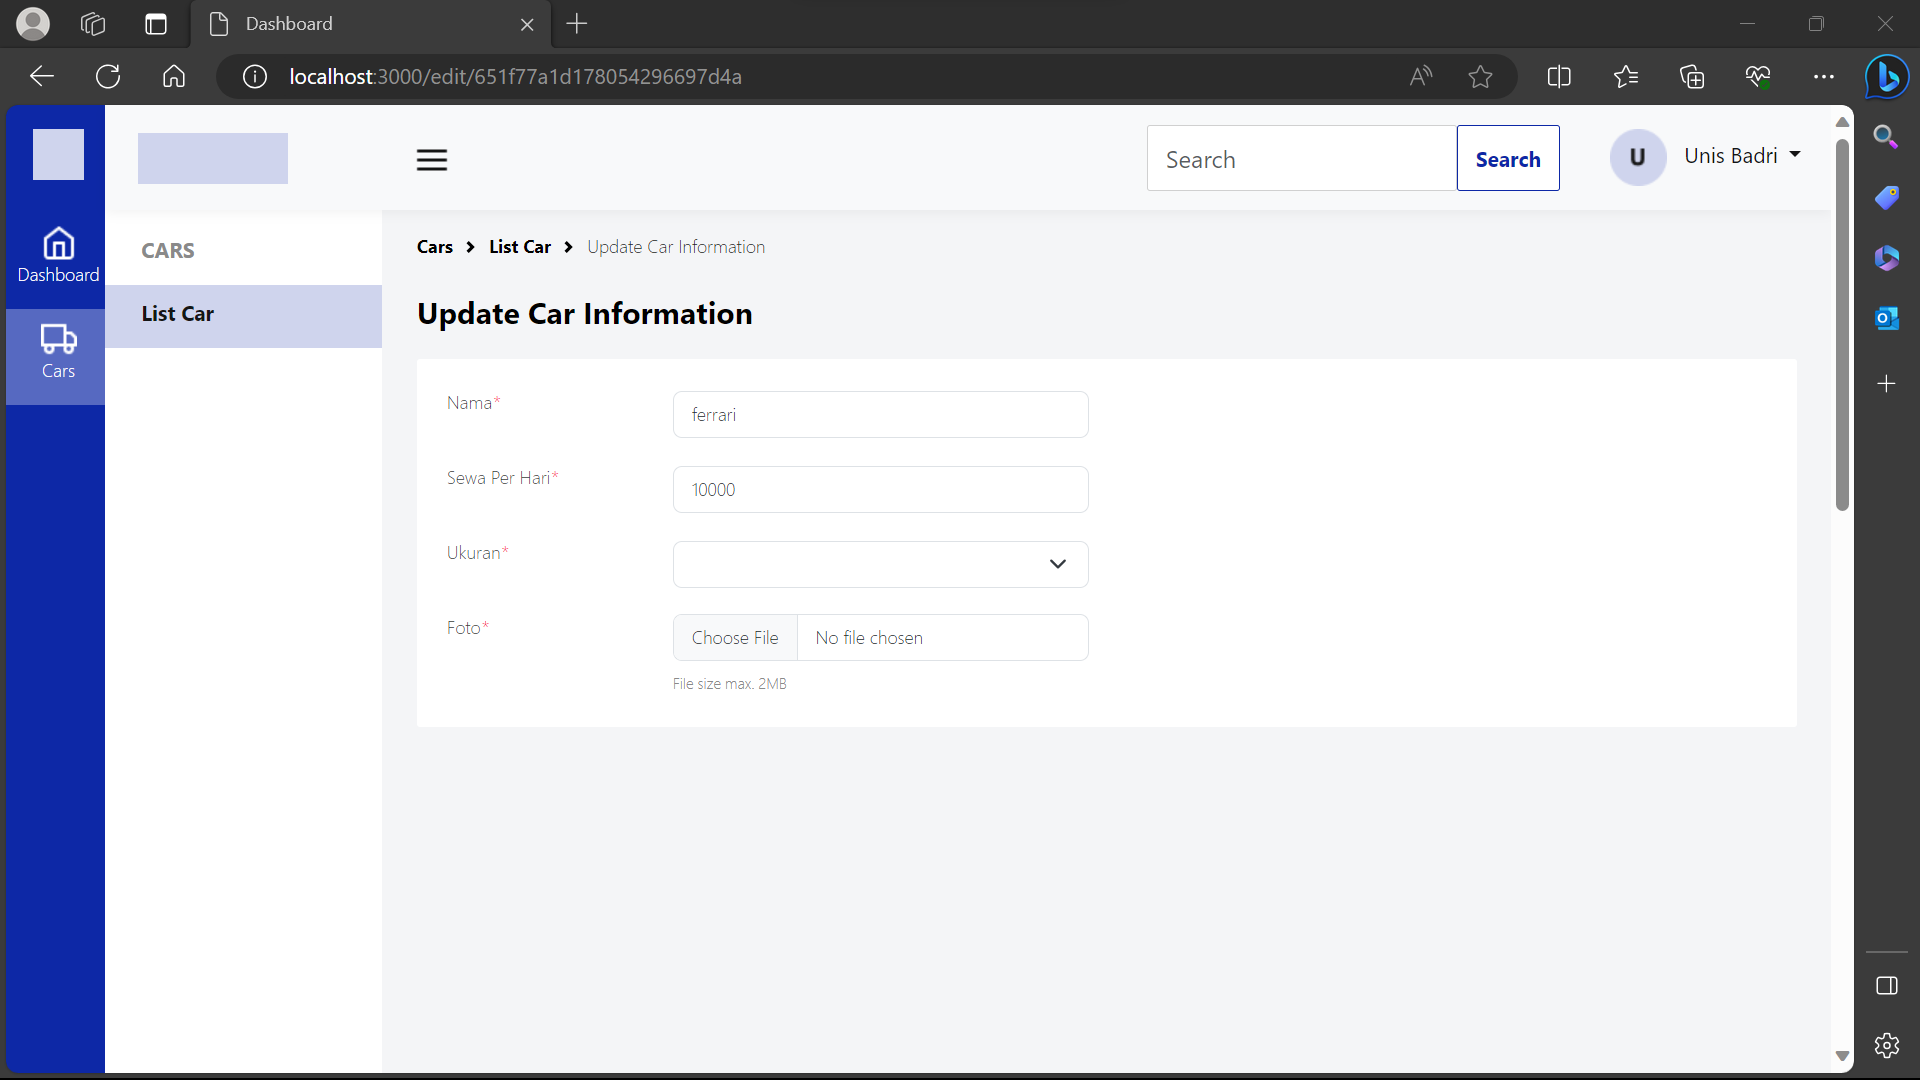 Dashboard
localhost:3000/edit/651f77a1d178054296697d4a
Search
Search
U
Unis Badri
Dashboard
Cars
CARS
List Car
Cars
List Car
Update Car Information
Update Car Information
Nama*
ferrari
Sewa Per Hari*
10000
Ukuran*
Foto*
Choose File
No file chosen
File size max. 2MB